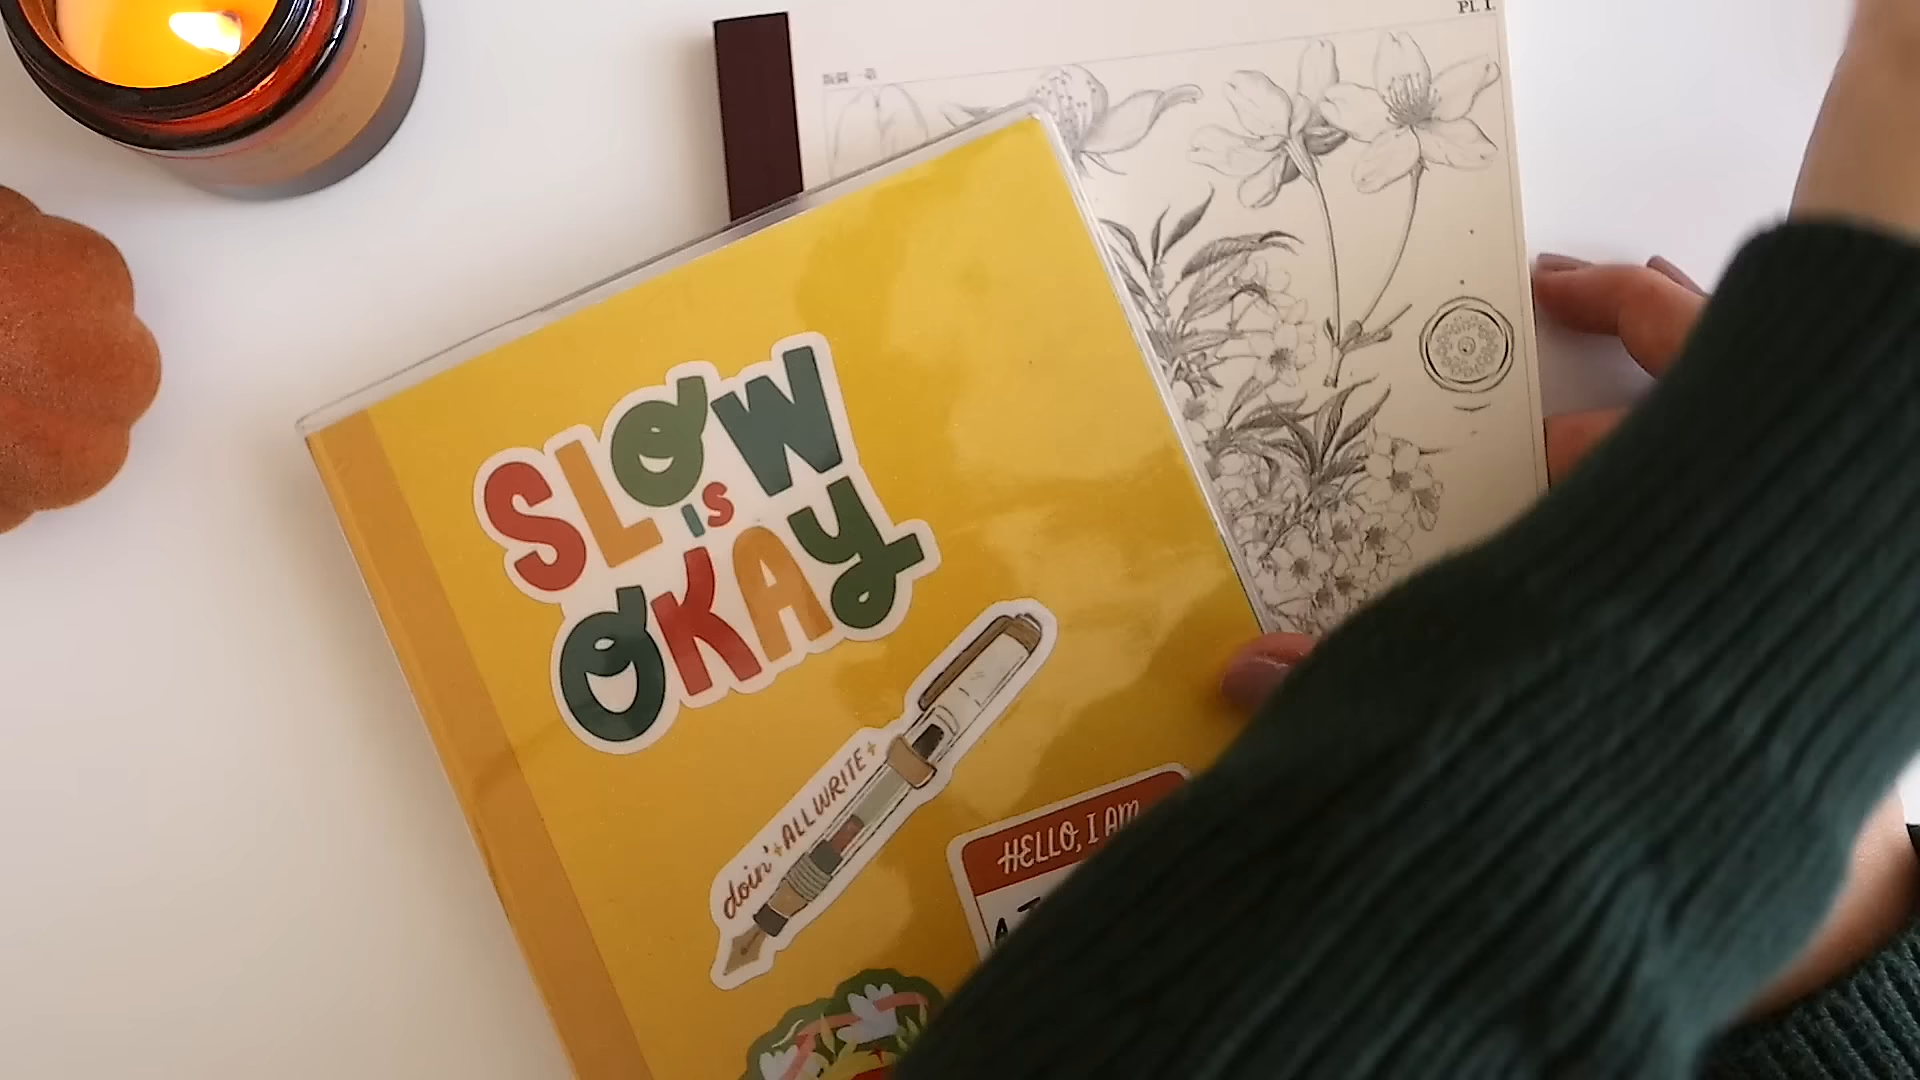 Pl. I.
SLOW
IS
OKAY
doin' ALL WRITE
HELLO, I AM
A